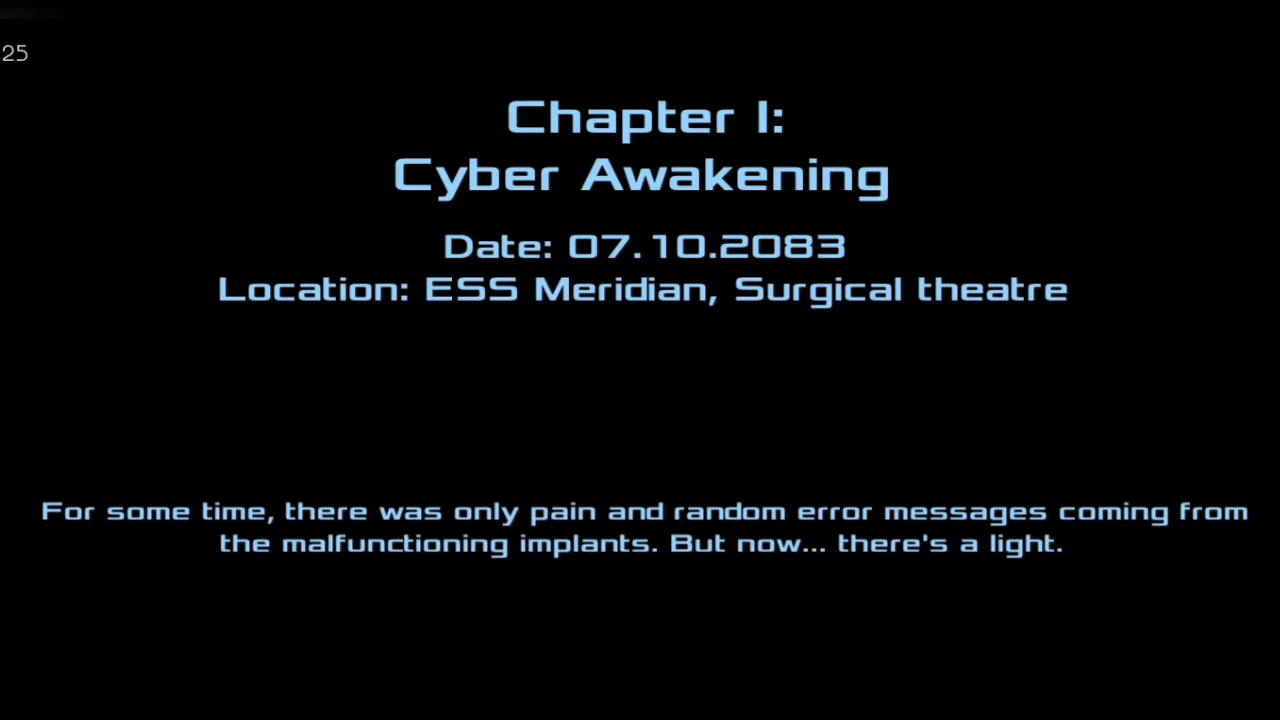 25
Chapter I:
Cyber Awakening
Date: 07.10.2083
Location: ESS Meridian, Surgical theatre
For some time, there was only pain and random error messages coming from
the malfunctioning implants. But now... there's a light.